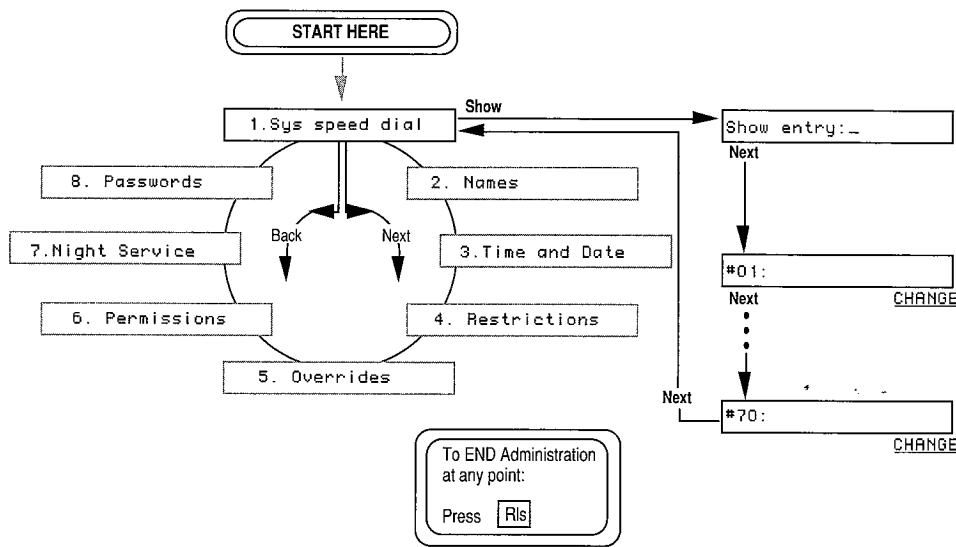 START HERE
1.Sys speed dial
Show
Show entry:_
Next
8. Passwords
2. Names
Back
Next
7.Night Service
3.Time and Date
#01:
CHANGE
Next
6. Permissions
4. Restrictions
5. Overrides
Next
#70:
CHANGE
To END Administration
at any point:
Press Rls